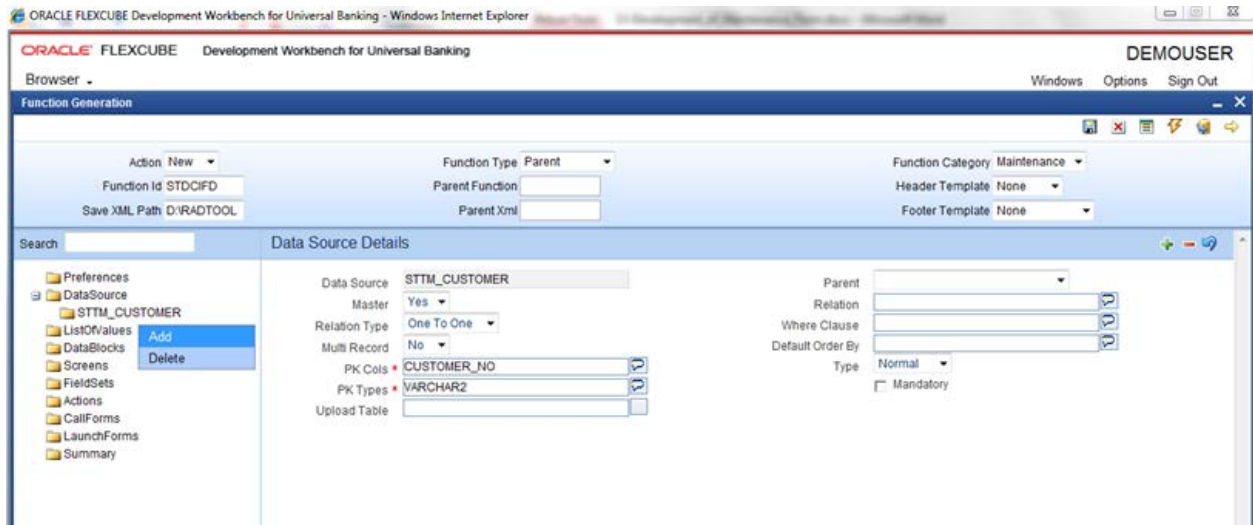 ORACLE FLEXCUBE Development Workbench for Universal Banking - Windows Internet Explorer
ORACLE FLEXCUBE Development Workbench for Universal Banking
DEMOUSER
Browser
Windows Options Sign Out
Function Generation
Action New Function Type Parent Function Category Maintenance
Function Id STDCIFD Parent Function Header Template None
Save XML Path D:\RADTOOL Parent Xml Footer Template None
Search
Data Source Details
Preferences
DataSource
STTM_CUSTOMER
ListOfValues
DataBlocks
Screens
FieldSets
Actions
CallForms
LaunchForms
Summary
Add
Delete
Data Source STTM_CUSTOMER
Master Yes
Relation Type One To One
Multi Record No
PK Cols * CUSTOMER_NO
PK Types * VARCHAR2
Upload Table
Parent
Relation
Where Clause
Default Order By
Type Normal
Mandatory